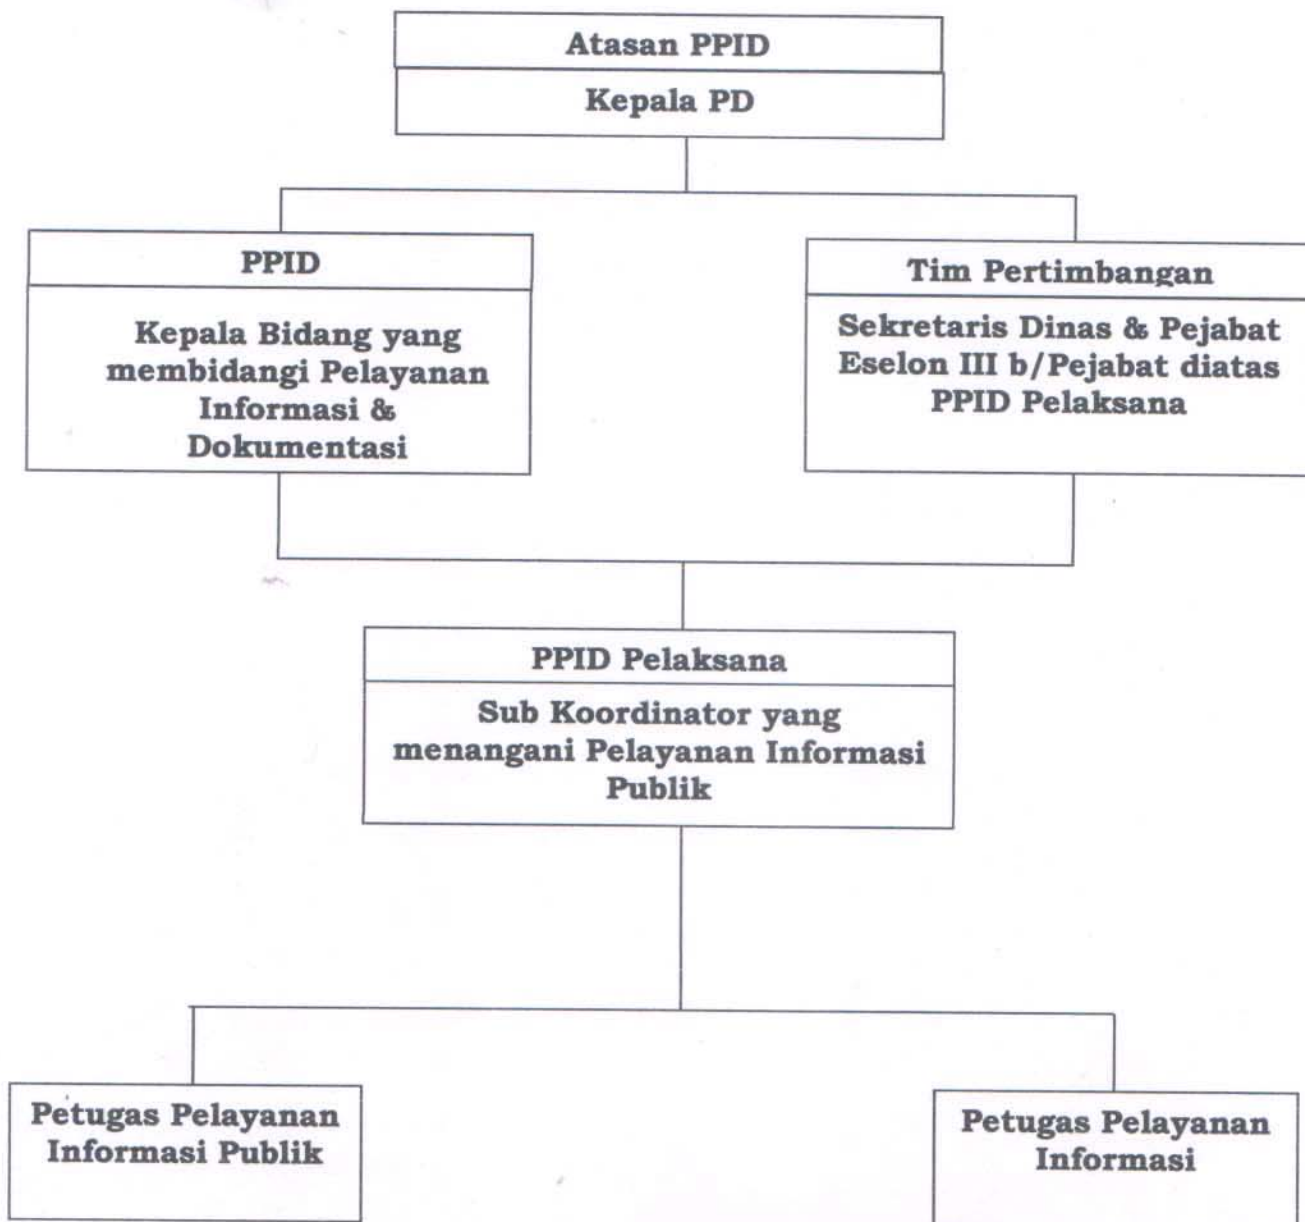 Atasan PPID
Kepala PD
PPID
Kepala Bidang yang
membidangi Pelayanan
Informasi &
Dokumentasi
Tim Pertimbangan
Sekretaris Dinas & Pejabat
Eselon III b/Pejabat diatas
PPID Pelaksana
PPID Pelaksana
Sub Koordinator yang
menangani Pelayanan Informasi
Publik
Petugas Pelayanan
Informasi Publik
Petugas Pelayanan
Informasi